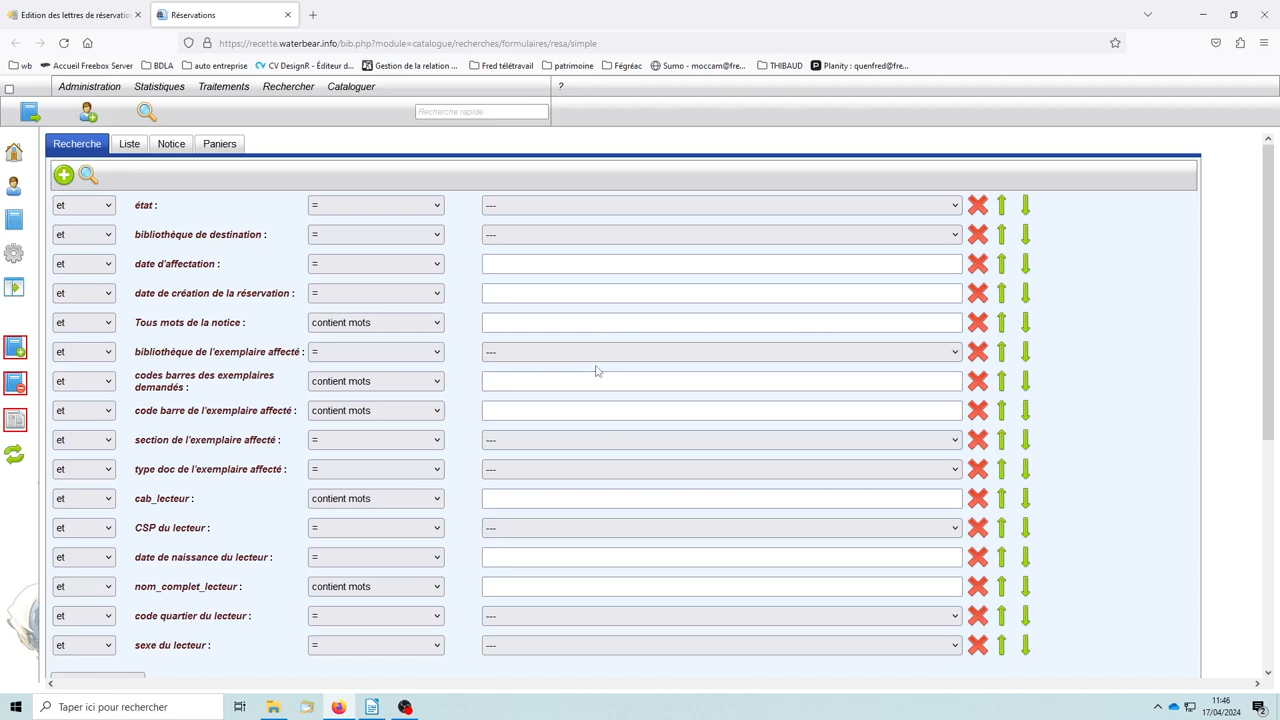 Edition des lettres de réservatio
Réservations
https://recette.waterbear.info/bib.php?module=catalogue/recherches/formulaires/resa/simple
wb
Accueil Freebox Server
BDLA
auto entreprise
CV DesignR - Éditeur d...
Gestion de la relation ...
Fred télétravail
patrimoine
Fégréac
Sumo - moccam@fre...
THIBAUD
Planity : quenfred@fre...
Administration Statistiques Traitements Rechercher Cataloguer ?
Recherche rapide
Recherche Liste Notice Paniers
et état : = ---
et bibliothèque de destination : = ---
et date d'affectation : =
et date de création de la réservation : =
et Tous mots de la notice : contient mots
et bibliothèque de l'exemplaire affecté : = ---
et codes barres des exemplaires demandés : contient mots
et code barre de l'exemplaire affecté : contient mots
et section de l'exemplaire affecté : = ---
et type doc de l'exemplaire affecté : = ---
et cab_lecteur : contient mots
et CSP du lecteur : = ---
et date de naissance du lecteur : =
et nom_complet_lecteur : contient mots
et code quartier du lecteur : = ---
et sexe du lecteur : = ---
Taper ici pour rechercher
11:46
17/04/2024
2